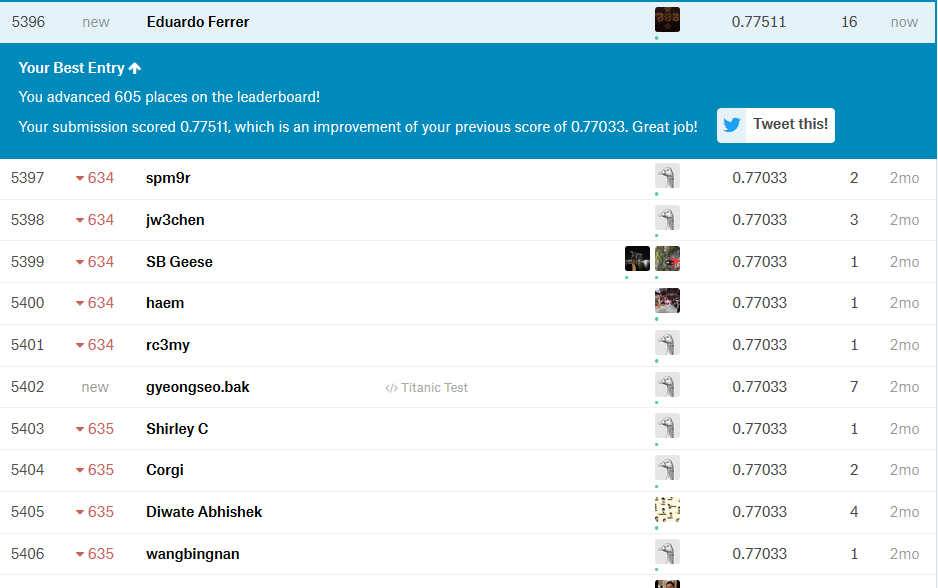 5396 new Eduardo Ferrer 0.77511 16 now
Your Best Entry
You advanced 605 places on the leaderboard!
Your submission scored 0.77511, which is an improvement of your previous score of 0.77033. Great job! Tweet this!
5397 634 spm9r 0.77033 2 2mo
5398 634 jw3chen 0.77033 3 2mo
5399 634 SB Geese 0.77033 1 2mo
5400 634 haem 0.77033 1 2mo
5401 634 rc3my 0.77033 1 2mo
5402 new gyeongseo.bak </> Titanic Test 0.77033 7 2mo
5403 635 Shirley C 0.77033 1 2mo
5404 635 Corgi 0.77033 2 2mo
5405 635 Diwate Abhishek 0.77033 4 2mo
5406 635 wangbingnan 0.77033 1 2mo